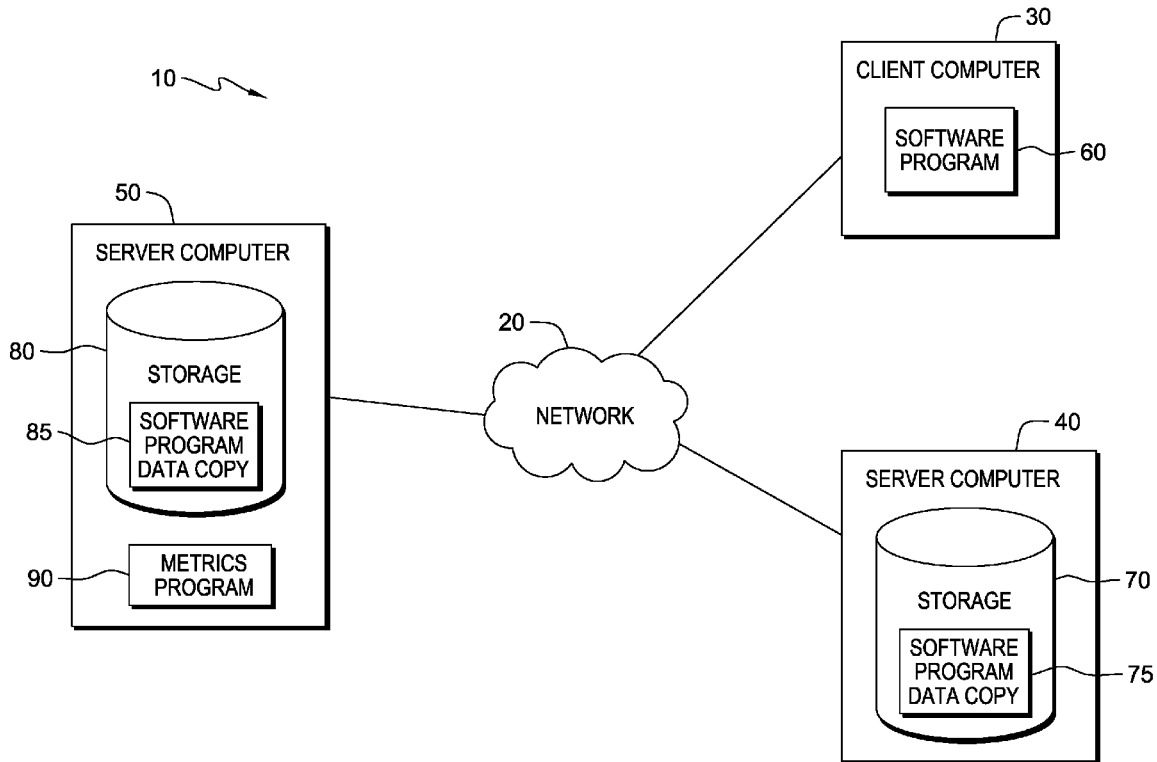 10
30
CLIENT COMPUTER
SOFTWARE
PROGRAM
60
50
SERVER COMPUTER
80
STORAGE
85
SOFTWARE
PROGRAM
DATA COPY
90
METRICS
PROGRAM
20
NETWORK
40
SERVER COMPUTER
70
STORAGE
SOFTWARE
PROGRAM
DATA COPY
75